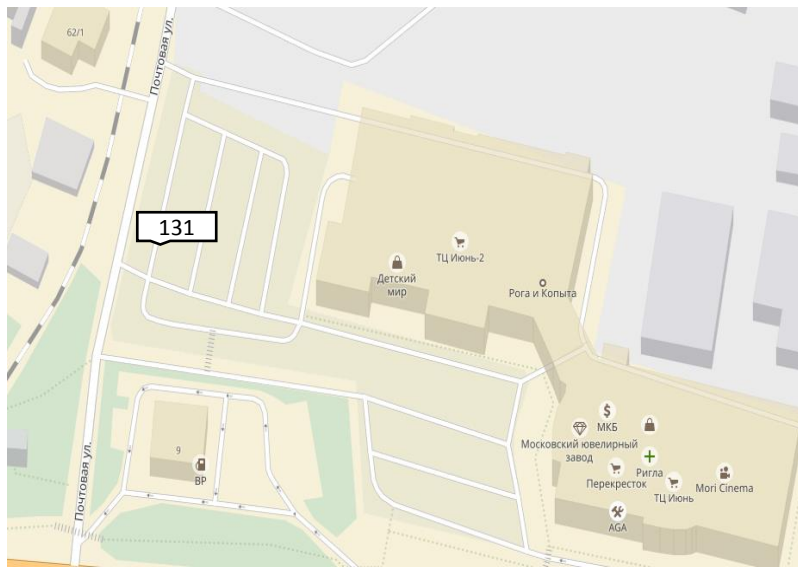 62/1
Почтовая ул.
131
ТЦ Июнь-2
Детский
мир
Рога и Копыта
МКБ
Московский ювелирный
завод
Ригла
Перекресток
ТЦ Июнь
Mori Cinema
AGA
9
BP
Почтовая ул.